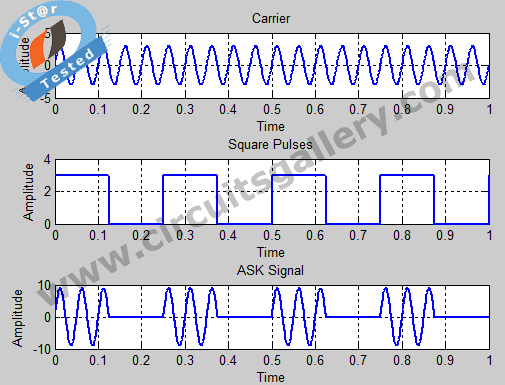 i-St@r
Tested
Carrier
Amplitude
5
0
-5
0 0.1 0.2 0.3 0.4 0.5 0.6 0.7 0.8 0.9 1
Time
Square Pulses
Amplitude
4
2
0
0 0.1 0.2 0.3 0.4 0.5 0.6 0.7 0.8 0.9 1
Time
www.circuitsgallery.com
ASK Signal
Amplitude
10
0
-10
0 0.1 0.2 0.3 0.4 0.5 0.6 0.7 0.8 0.9 1
Time